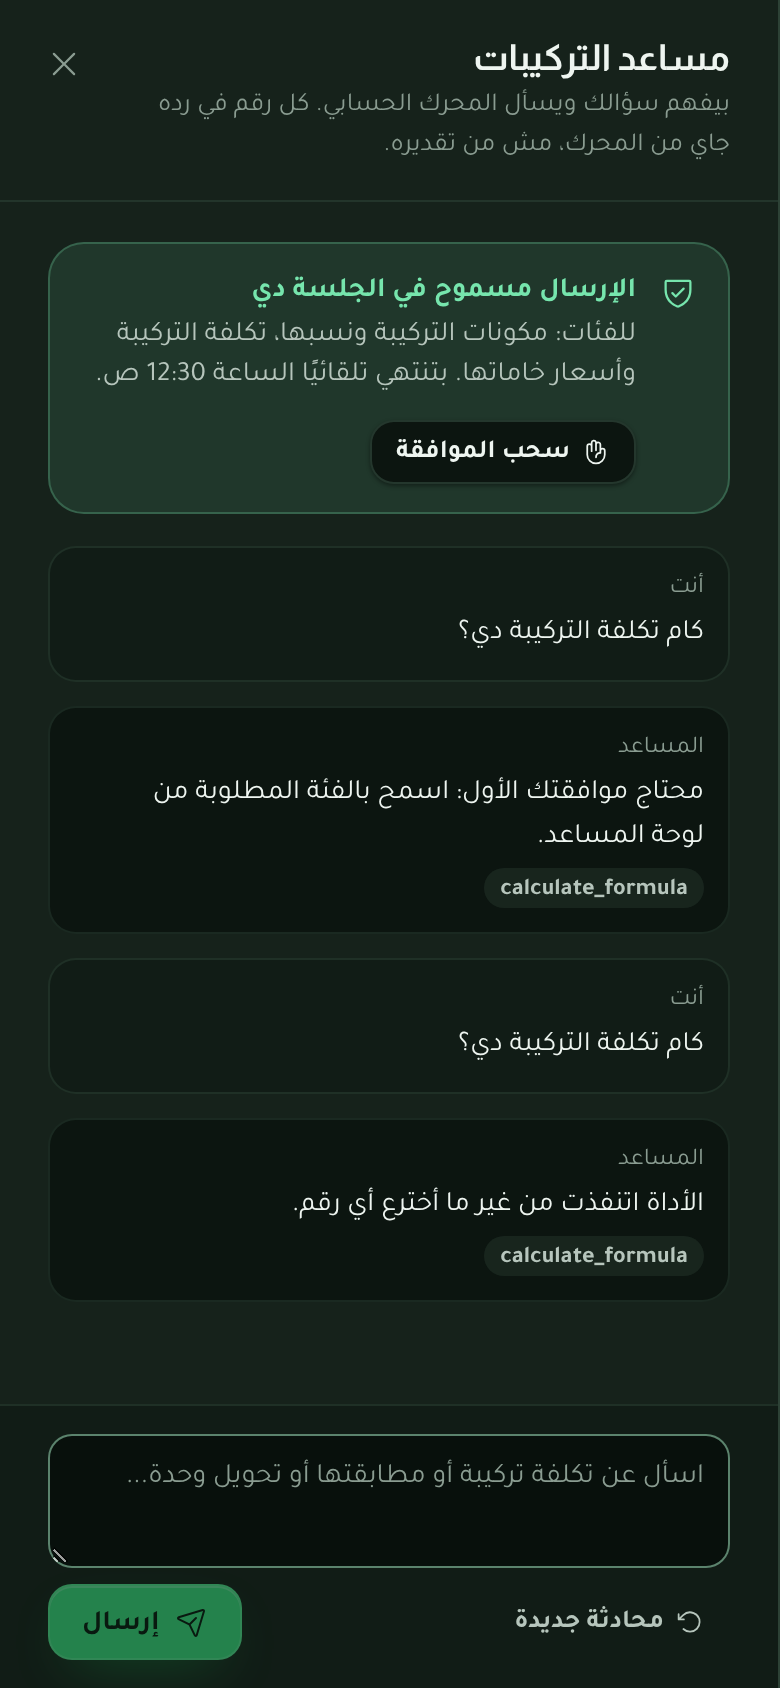 مساعد التركيبات
بيفهم سؤالك ويسأل المحرك الحسابي. كل رقم في رده
جاي من المحرك، مش من تقديره.
الإرسال مسموح في الجلسة دي
للفئات: مكونات التركيبة ونسبها، تكلفة التركيبة
وأسعار خاماتها. بتنتهي تلقائيًا الساعة 12:30 ص.
سحب الموافقة
أنت
كام تكلفة التركيبة دي؟
المساعد
محتاج موافقتك الأول: اسمح بالفئة المطلوبة من
لوحة المساعد.
calculate_formula
أنت
كام تكلفة التركيبة دي؟
المساعد
الأداة اتنفذت من غير ما أخترع أي رقم.
calculate_formula
اسأل عن تكلفة تركيبة أو مطابقتها أو تحويل وحدة...
محادثة جديدة
إرسال